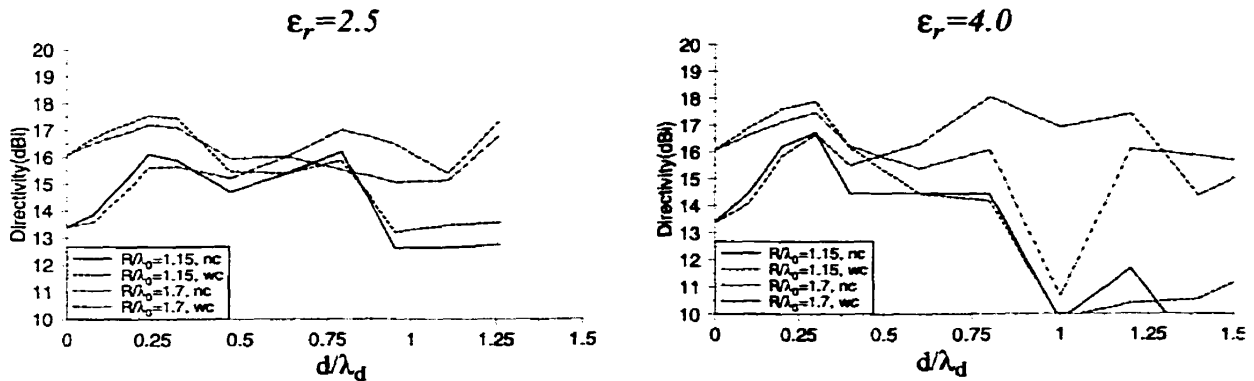 εr=2.5
20
19
18
17
16
15
14
13
12
11
10
Directivity(dBi)
R/λ0=1.15, nc
R/λ0=1.15, wc
R/λ0=1.7, nc
R/λ0=1.7, wc
0 0.25 0.5 0.75 1 1.25 1.5
d/λd
εr=4.0
20
19
18
17
16
15
14
13
12
11
10
Directivity(dBi)
R/λ0=1.15, nc
R/λ0=1.15, wc
R/λ0=1.7, nc
R/λ0=1.7, wc
0 0.25 0.5 0.75 1 1.25 1.5
d/λd